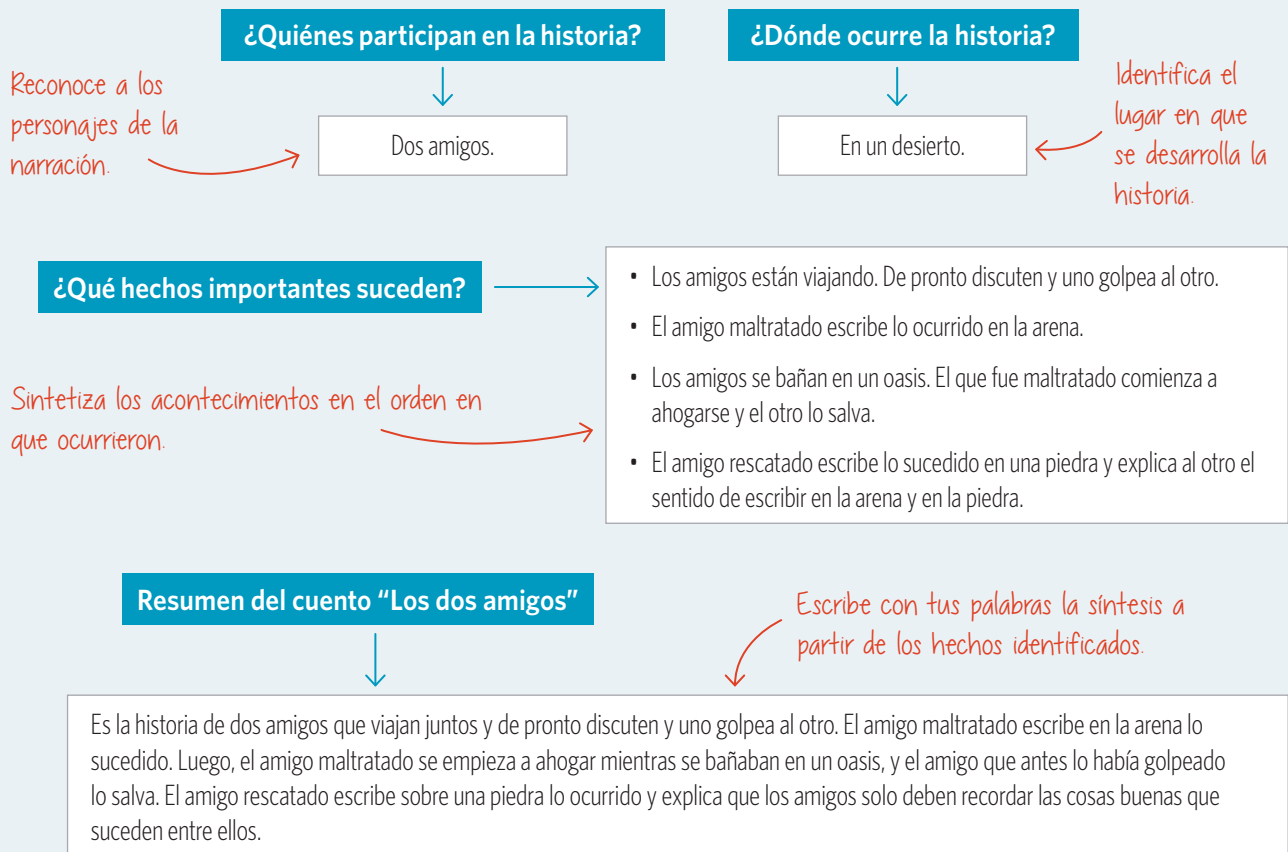 ¿Quiénes participan en la historia?
¿Dónde ocurre la historia?
Reconoce a los
personajes de la
narración.
Dos amigos.
En un desierto.
Identifica el
lugar en que
se desarrolla la
historia.
¿Qué hechos importantes suceden?
• Los amigos están viajando. De pronto discuten y uno golpea al otro.
• El amigo maltratado escribe lo ocurrido en la arena.
• Los amigos se bañan en un oasis. El que fue maltratado comienza a
ahogarse y el otro lo salva.
• El amigo rescatado escribe lo sucedido en una piedra y explica al otro el
sentido de escribir en la arena y en la piedra.
Sintetiza los acontecimientos en el orden en
que ocurrieron.
Resumen del cuento “Los dos amigos”
Escribe con tus palabras la síntesis a
partir de los hechos identificados.
Es la historia de dos amigos que viajan juntos y de pronto discuten y uno golpea al otro. El amigo maltratado escribe en la arena lo
sucedido. Luego, el amigo maltratado se empieza a ahogar mientras se bañaban en un oasis, y el amigo que antes lo había golpeado
lo salva. El amigo rescatado escribe sobre una piedra lo ocurrido y explica que los amigos solo deben recordar las cosas buenas que
suceden entre ellos.